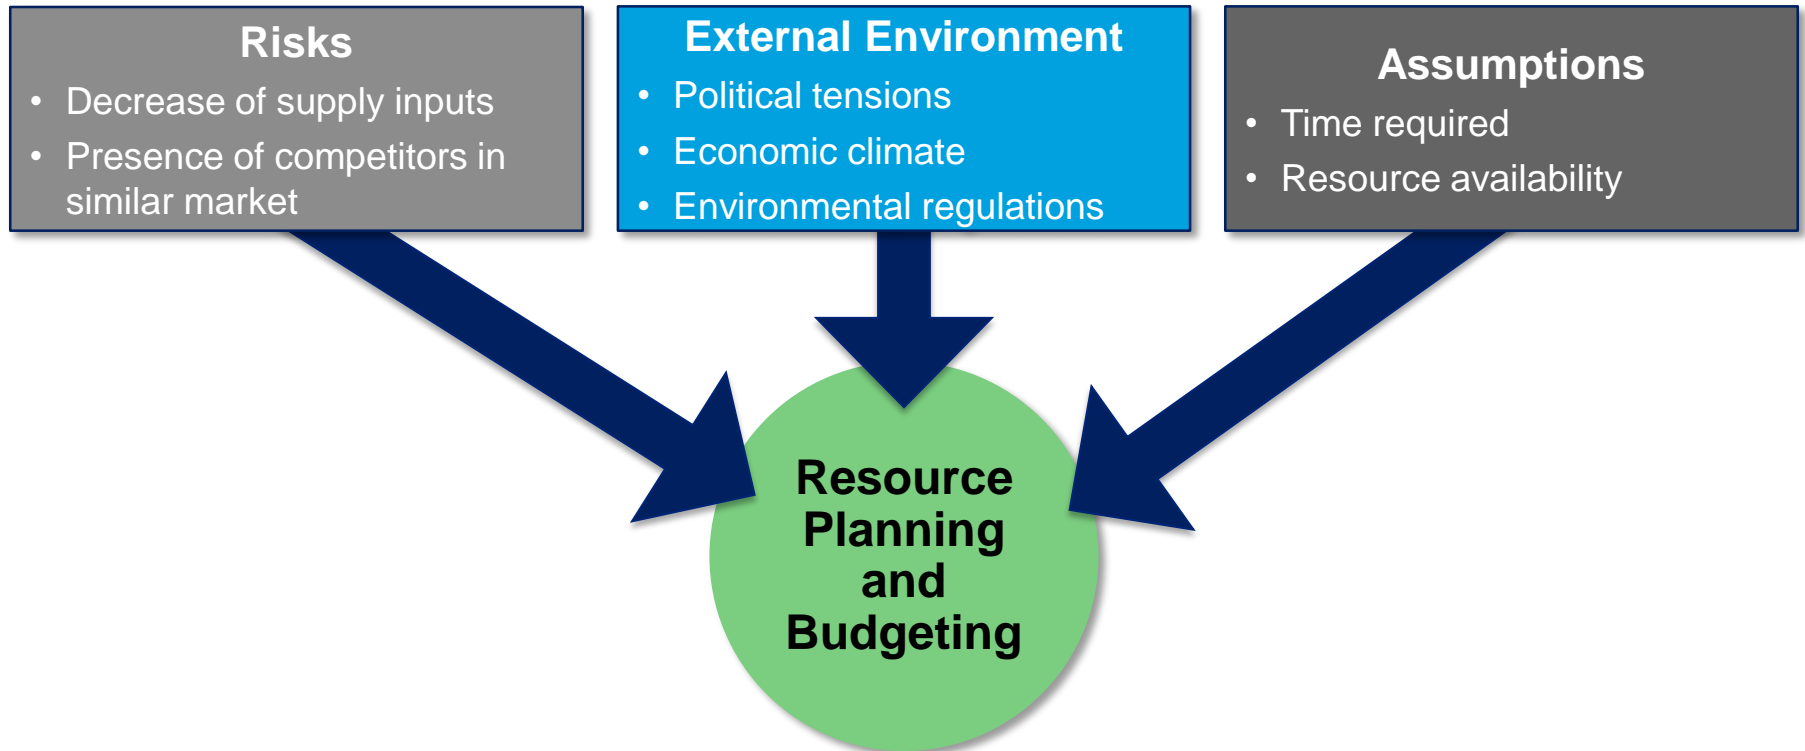 Risks
• Decrease of supply inputs
• Presence of competitors in
similar market
External Environment
• Political tensions
• Economic climate
• Environmental regulations
Assumptions
• Time required
• Resource availability
Resource
Planning
and
Budgeting